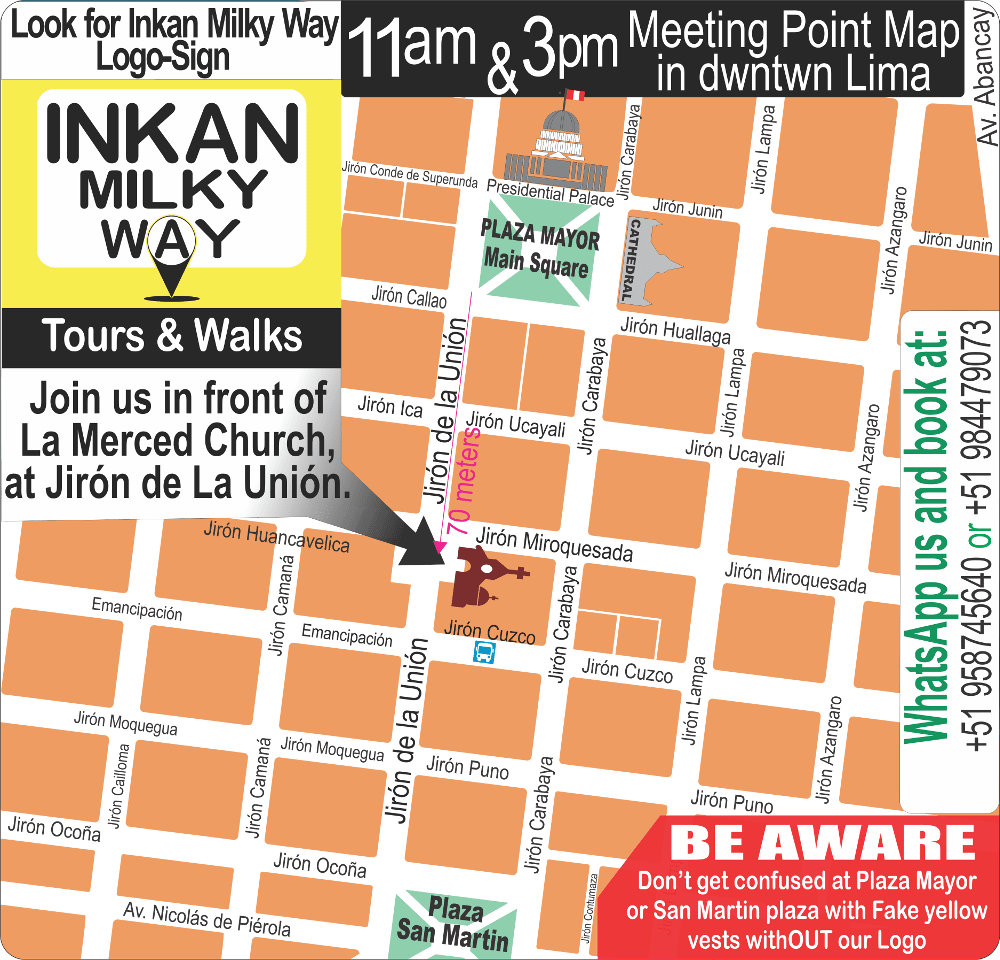 Look for Inkan Milky Way
Logo-Sign
INKAN
MILKY
WAY
Tours & Walks
Join us in front of
La Merced Church,
at Jirón de La Unión.
11am & 3pm
Meeting Point Map
in dwntwn Lima
Av. Abancay
Jirón Carabaya
Jirón Lampa
Jirón Conde de Superunda
Presidential Palace
Jirón Junin
Jirón Azangaro
Jirón Junin
PLAZA MAYOR
Main Square
CATHEDRAL
Jirón Callao
Jirón Huallaga
Jirón de la Unión
Jirón Carabaya
Jirón Lampa
Jirón Ica
Jirón Ucayali
Jirón Ucayali
Jirón Azangaro
70 meters
Jirón Huancavelica
Jirón Miroquesada
Jirón Miroquesada
Jirón Camaná
Jirón Carabaya
Emancipación
Emancipación
Jirón Cuzco
Jirón Cuzco
Jirón de la Unión
Jirón Lampa
Jirón Azangaro
Jirón Moquegua
Jirón Moquegua
Jirón Cailloma
Jirón Camaná
Jirón Puno
Jirón Puno
Jirón Carabaya
Jirón Ocoña
Jirón Ocoña
Av. Nicolás de Piérola
Plaza
San Martin
Jirón Contumaza
WhatsApp us and book at:
+51 958745640 or +51 984479073
BE AWARE
Don't get confused at Plaza Mayor
or San Martin plaza with Fake yellow
vests withOUT our Logo